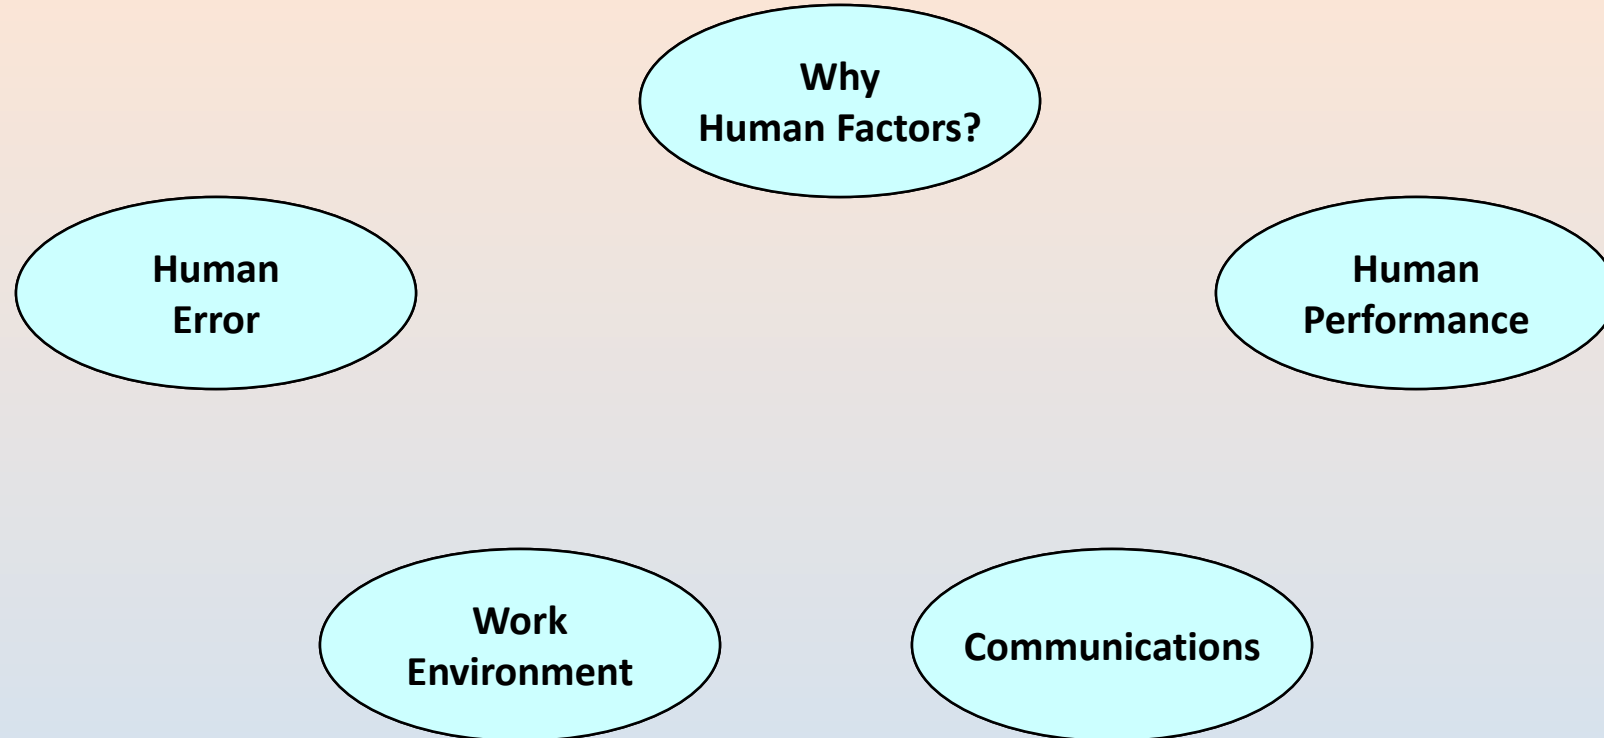 Why
Human Factors?
Human
Error
Human
Performance
Work
Environment
Communications